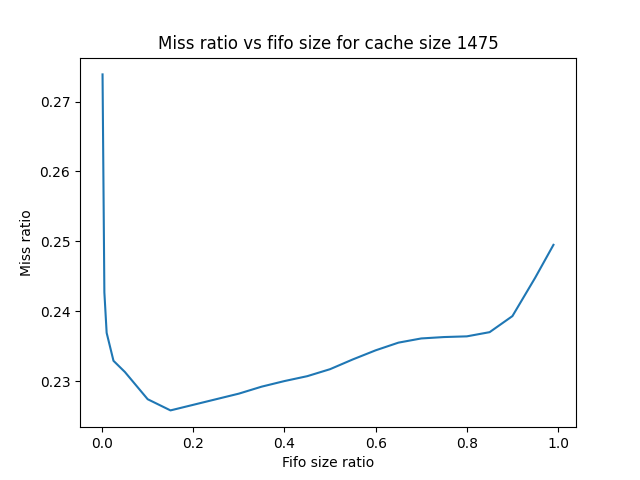 Miss ratio vs fifo size for cache size 1475
0.27
0.26
0.25
0.24
0.23
Miss ratio
0.0 0.2 0.4 0.6 0.8 1.0
Fifo size ratio